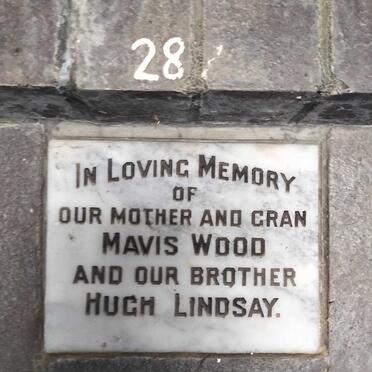 28
IN LOVING MEMORY
OF
OUR MOTHER AND GRAN
MAVIS WOOD
AND OUR BROTHER
HUGH LINDSAY.